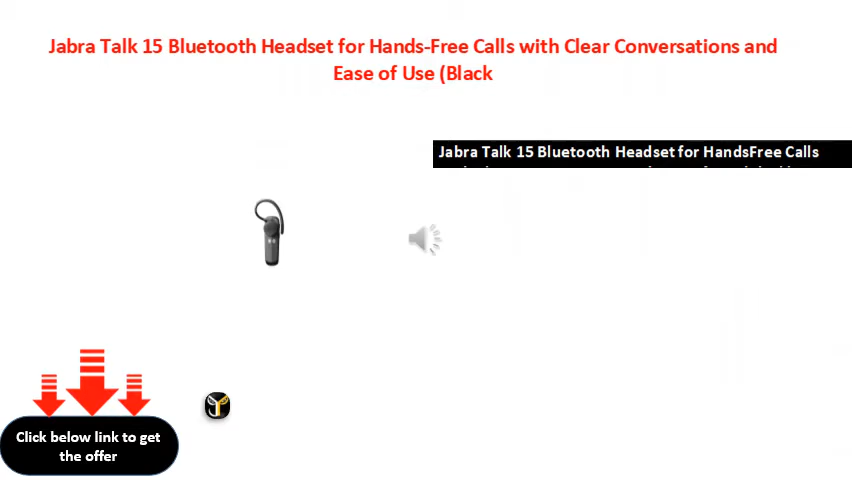 Jabra Talk 15 Bluetooth Headset for Hands-Free Calls with Clear Conversations and
Ease of Use (Black
Jabra Talk 15 Bluetooth Headset for HandsFree Calls
Click below link to get
the offer